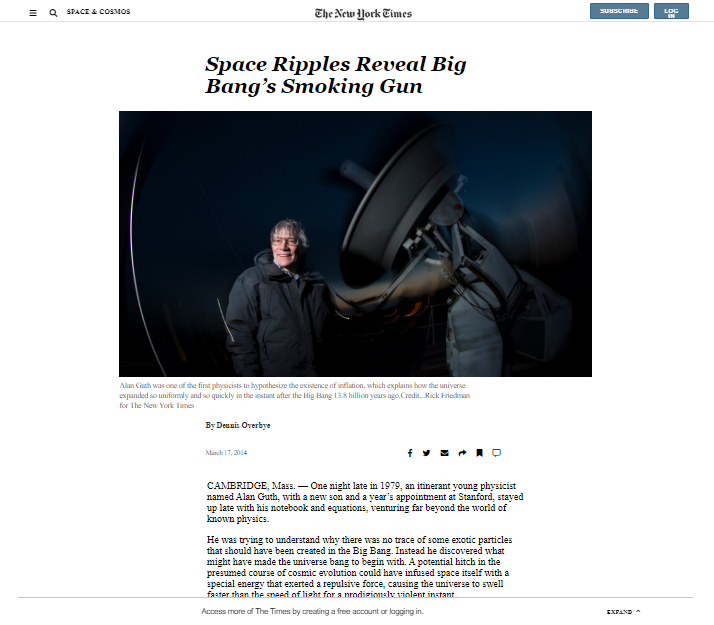 SPACE & COSMOS
The New York Times
SUBSCRIBE
LOG
IN
Space Ripples Reveal Big
Bang's Smoking Gun
Alan Guth was one of the first physicists to hypothesize the existence of inflation, which explains how the universe
expanded so uniformly and so quickly in the instant after the Big Bang 13.8 billion years ago.Credit...Rick Friedman
for The New York Times
By Dennis Overbye
March 17, 2014
CAMBRIDGE, Mass. — One night late in 1979, an itinerant young physicist
named Alan Guth, with a new son and a year's appointment at Stanford, stayed
up late with his notebook and equations, venturing far beyond the world of
known physics.
He was trying to understand why there was no trace of some exotic particles
that should have been created in the Big Bang. Instead he discovered what
might have made the universe bang to begin with. A potential hitch in the
presumed course of cosmic evolution could have infused space itself with a
special energy that exerted a repulsive force, causing the universe to swell
faster than the speed of light for a prodigiously violent instant.
Access more of The Times by creating a free account or logging in.
EXPAND